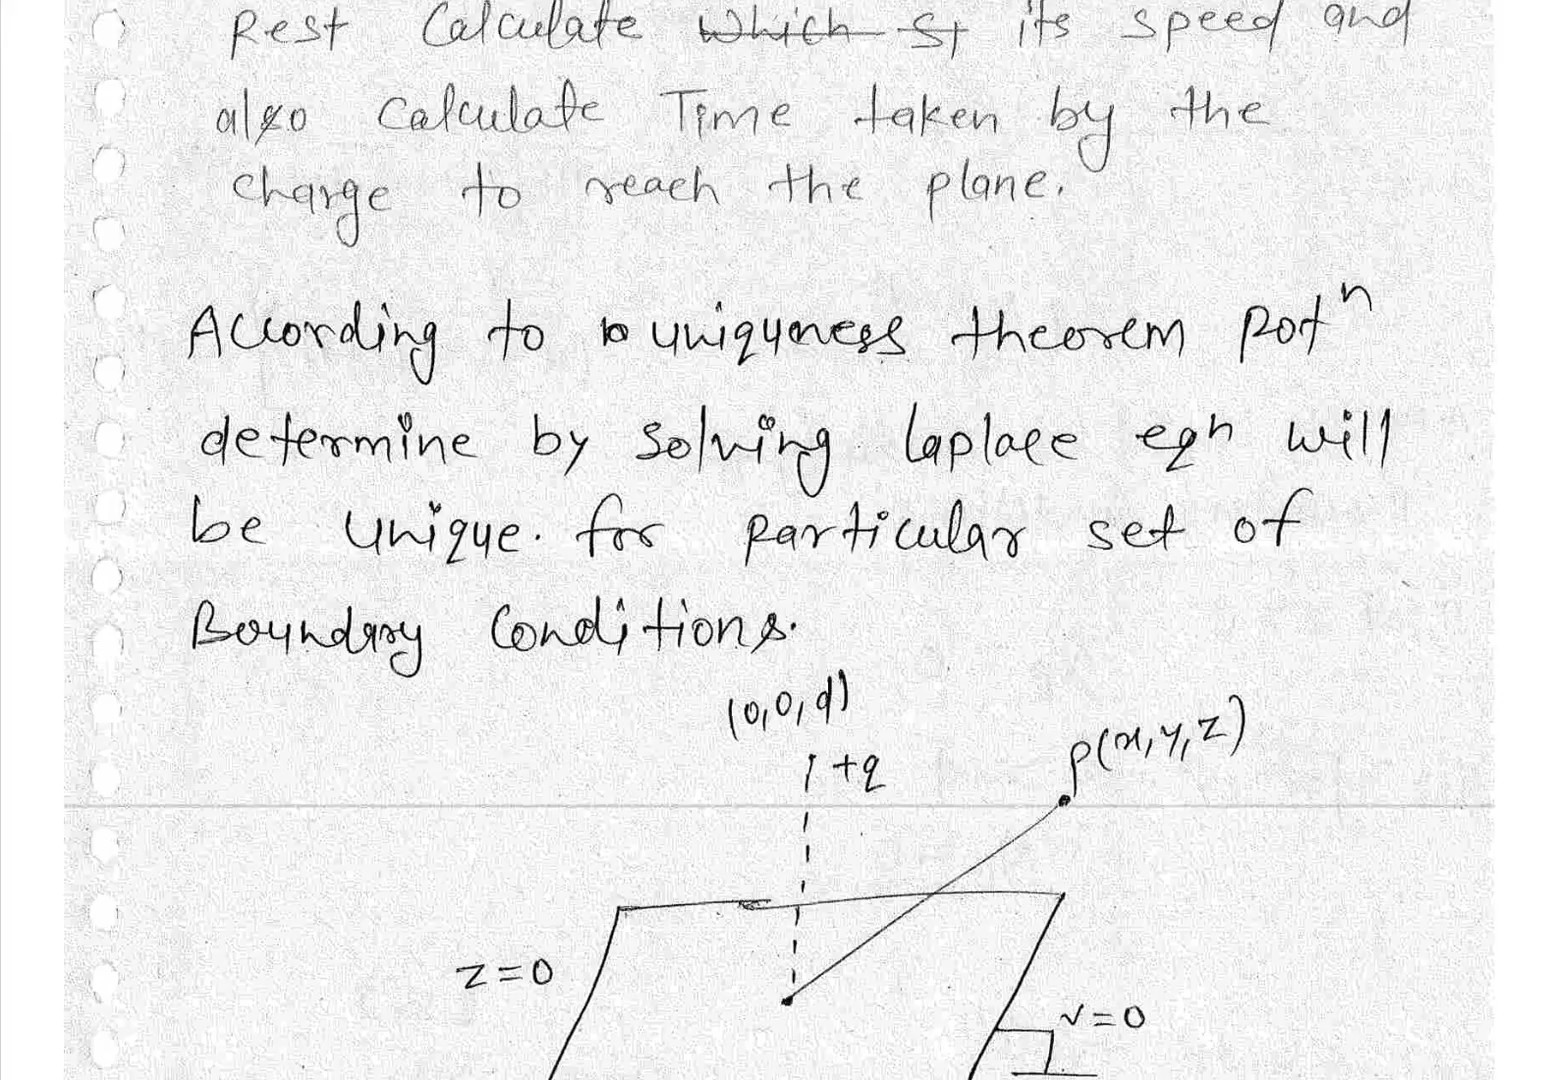 Rest Calculate which st its speed and
also Calculate Time taken by the
charge to reach the plane.
According to uniquness theorem potⁿ
determine by solving Laplace eqn will
be unique. for particular set of
Boundary Conditions.
(0,0,d)
+q
P(x,y,z)
z=0
v=0